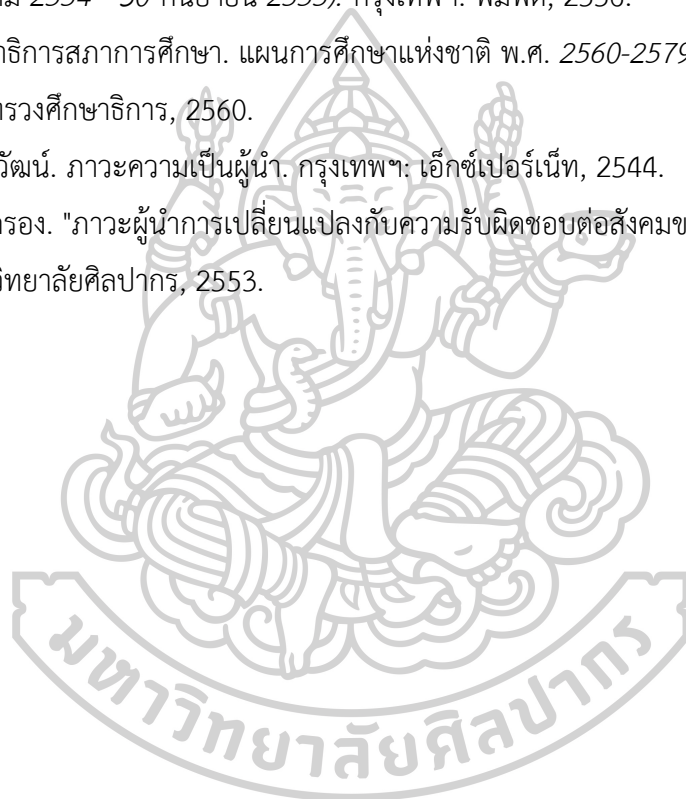 2554 - 30 กันยายน 2555). กรุงเทพฯ: พิมพ์ดี, 2556.
ธิการสภาการศึกษา. แผนการศึกษาแห่งชาติ พ.ศ. 2560-2579
รวงศึกษาธิการ, 2560.
วัฒน์. ภาวะความเป็นผู้นำ. กรุงเทพฯ: เอ็กซ์เปอร์เน็ท, 2544.
รอง. "ภาวะผู้นำการเปลี่ยนแปลงกับความรับผิดชอบต่อสังคมข
วิทยาลัยศิลปากร, 2553.
มหาวิทยาลัยศิลปากร